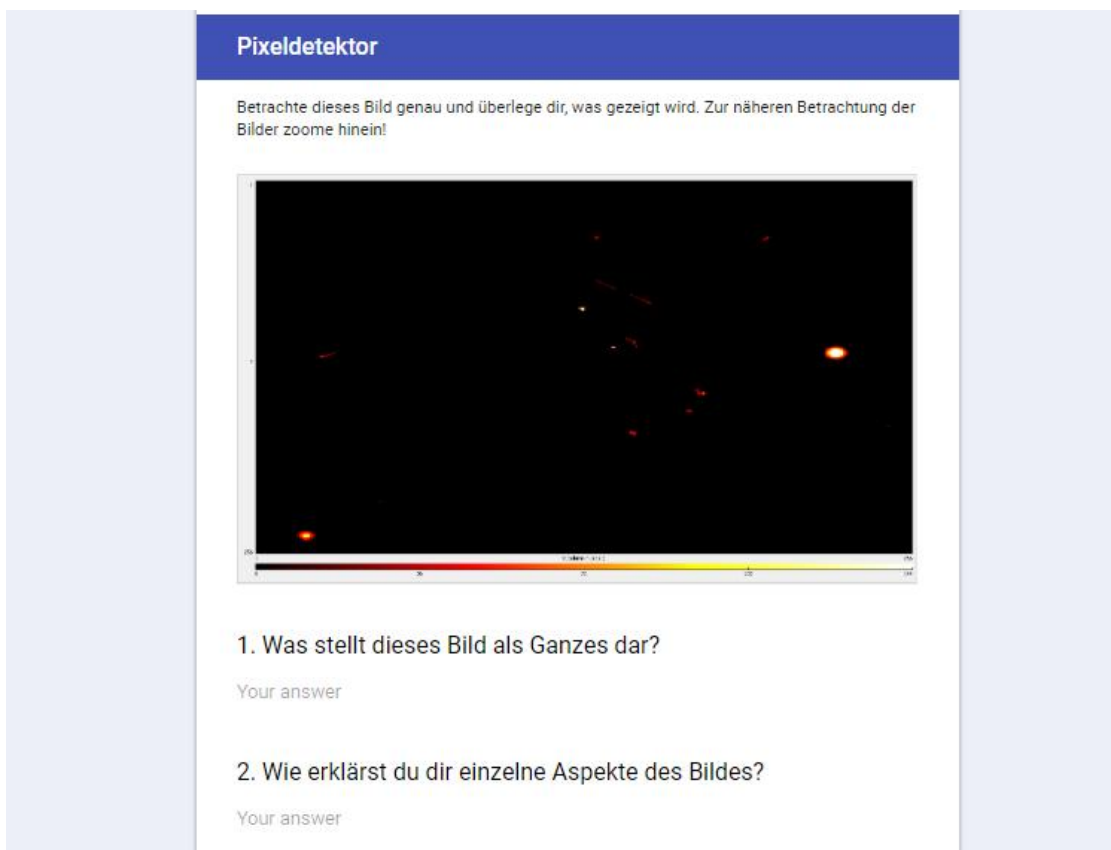 Pixeldetektor
Betrachte dieses Bild genau und überlege dir, was gezeigt wird. Zur näheren Betrachtung der
Bilder zoome hinein!
1. Was stellt dieses Bild als Ganzes dar?
Your answer
2. Wie erklärst du dir einzelne Aspekte des Bildes?
Your answer